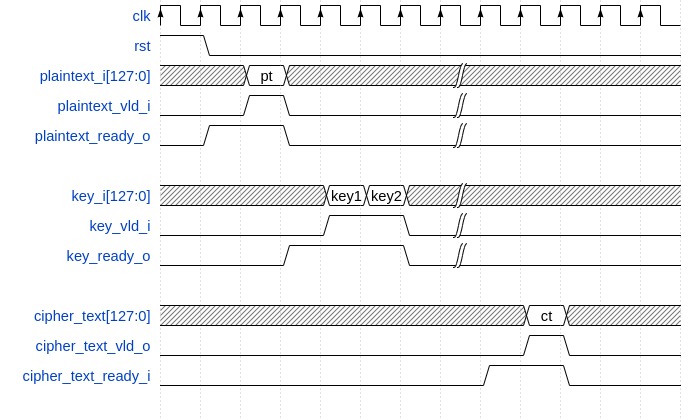 clk
rst
plaintext_i[127:0] pt
plaintext_vld_i
plaintext_ready_o
key_i[127:0] key1 key2
key_vld_i
key_ready_o
cipher_text[127:0] ct
cipher_text_vld_o
cipher_text_ready_i